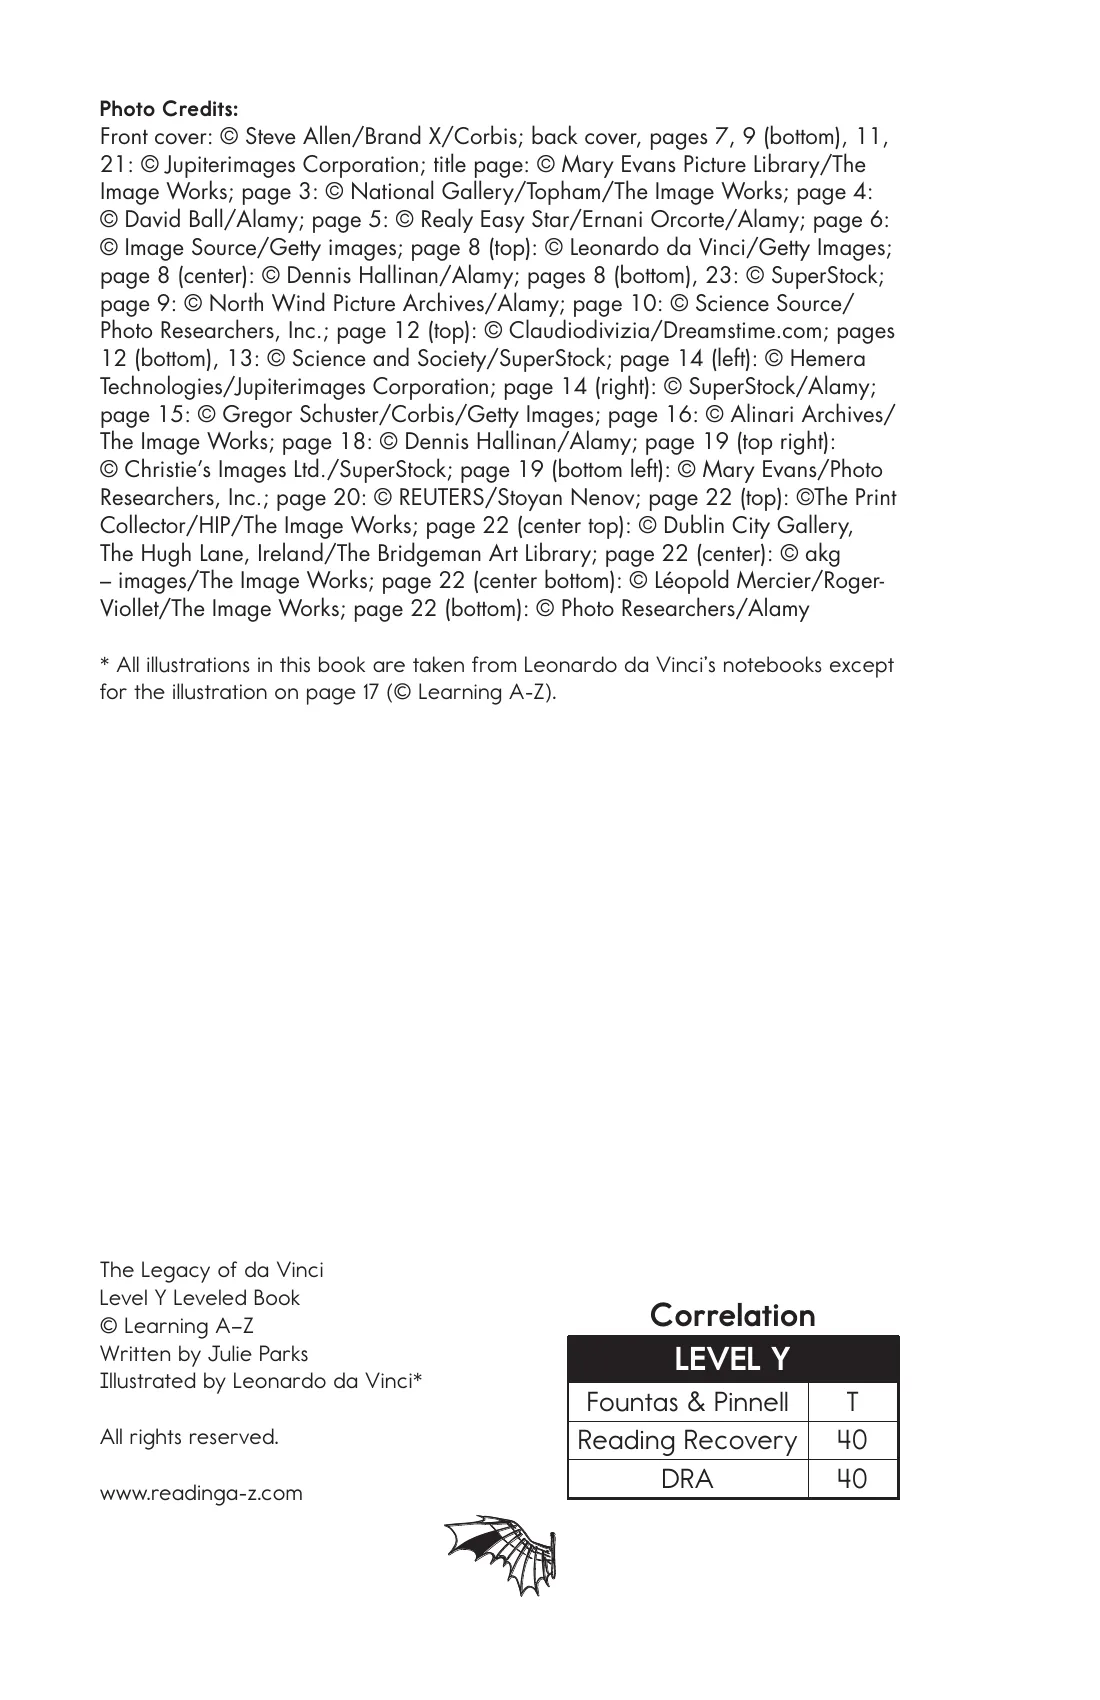 Photo Credits:
Front cover: © Steve Allen/Brand X/Corbis; back cover, pages 7, 9 (bottom), 11,
21: © Jupiterimages Corporation; title page: © Mary Evans Picture Library/The
Image Works; page 3: © National Gallery/Topham/The Image Works; page 4:
© David Ball/Alamy; page 5: © Realy Easy Star/Ernani Orcorte/Alamy; page 6:
© Image Source/Getty images; page 8 (top): © Leonardo da Vinci/Getty Images;
page 8 (center): © Dennis Hallinan/Alamy; pages 8 (bottom), 23: © SuperStock;
page 9: © North Wind Picture Archives/Alamy; page 10: © Science Source/
Photo Researchers, Inc.; page 12 (top): © Claudiodivizia/Dreamstime.com; pages
12 (bottom), 13: © Science and Society/SuperStock; page 14 (left): © Hemera
Technologies/Jupiterimages Corporation; page 14 (right): © SuperStock/Alamy;
page 15: © Gregor Schuster/Corbis/Getty Images; page 16: © Alinari Archives/
The Image Works; page 18: © Dennis Hallinan/Alamy; page 19 (top right):
© Christie's Images Ltd./SuperStock; page 19 (bottom left): © Mary Evans/Photo
Researchers, Inc.; page 20: © REUTERS/Stoyan Nenov; page 22 (top): ©The Print
Collector/HIP/The Image Works; page 22 (center top): © Dublin City Gallery,
The Hugh Lane, Ireland/The Bridgeman Art Library; page 22 (center): © akg
– images/The Image Works; page 22 (center bottom): © Léopold Mercier/Roger-
Viollet/The Image Works; page 22 (bottom): © Photo Researchers/Alamy
* All illustrations in this book are taken from Leonardo da Vinci's notebooks except
for the illustration on page 17 (© Learning A-Z).
The Legacy of da Vinci
Level Y Leveled Book
© Learning A–Z
Written by Julie Parks
Illustrated by Leonardo da Vinci*
All rights reserved.
www.readinga-z.com
Correlation
LEVEL Y
Fountas & Pinnell T
Reading Recovery 40
DRA 40